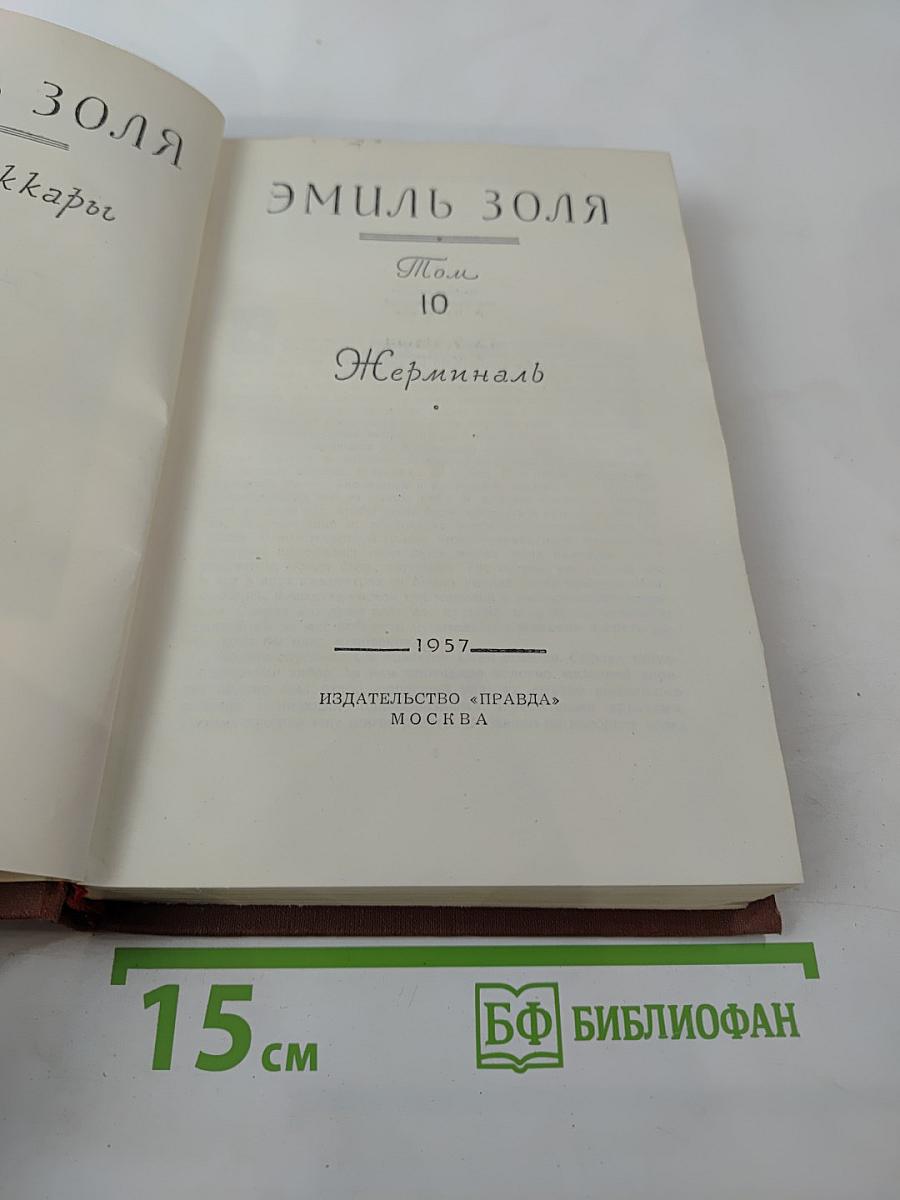 Ь ЗОЛЯ
ккары
ЭМИЛЬ ЗОЛЯ
Том
10
Жерминаль
1957
ИЗДАТЕЛЬСТВО «ПРАВДА»
МОСКВА
15 см
БФ БИБЛИОФАН